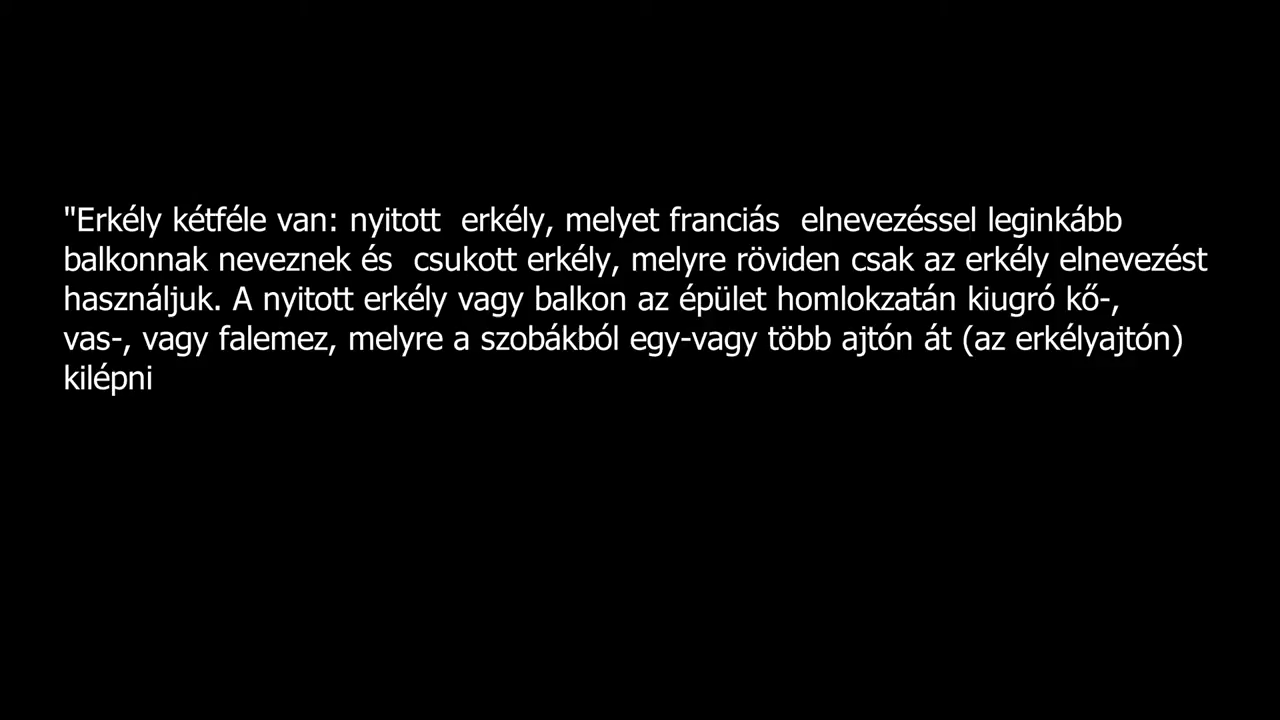 "Erkély kétféle van: nyitott  erkély, melyet franciás  elnevezéssel leginkább
balkonnak neveznek és  csukott erkély, melyre röviden csak az erkély elnevezést
használjuk. A nyitott erkély vagy balkon az épület homlokzatán kiugró kő-,
vas-, vagy falemez, melyre a szobákból egy-vagy több ajtón át (az erkélyajtón)
kilépni